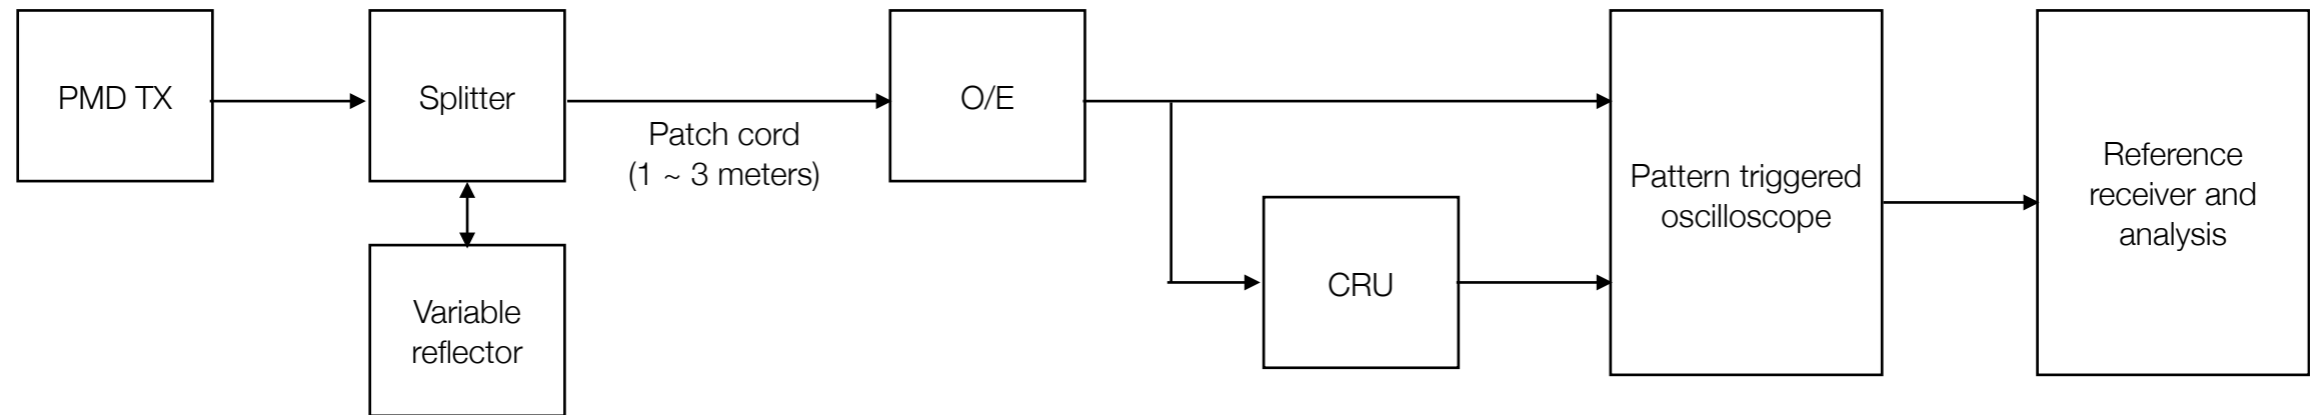 PMD TX
Splitter
Patch cord
(1 ~ 3 meters)
O/E
Variable
reflector
CRU
Pattern triggered
oscilloscope
Reference
receiver and
analysis